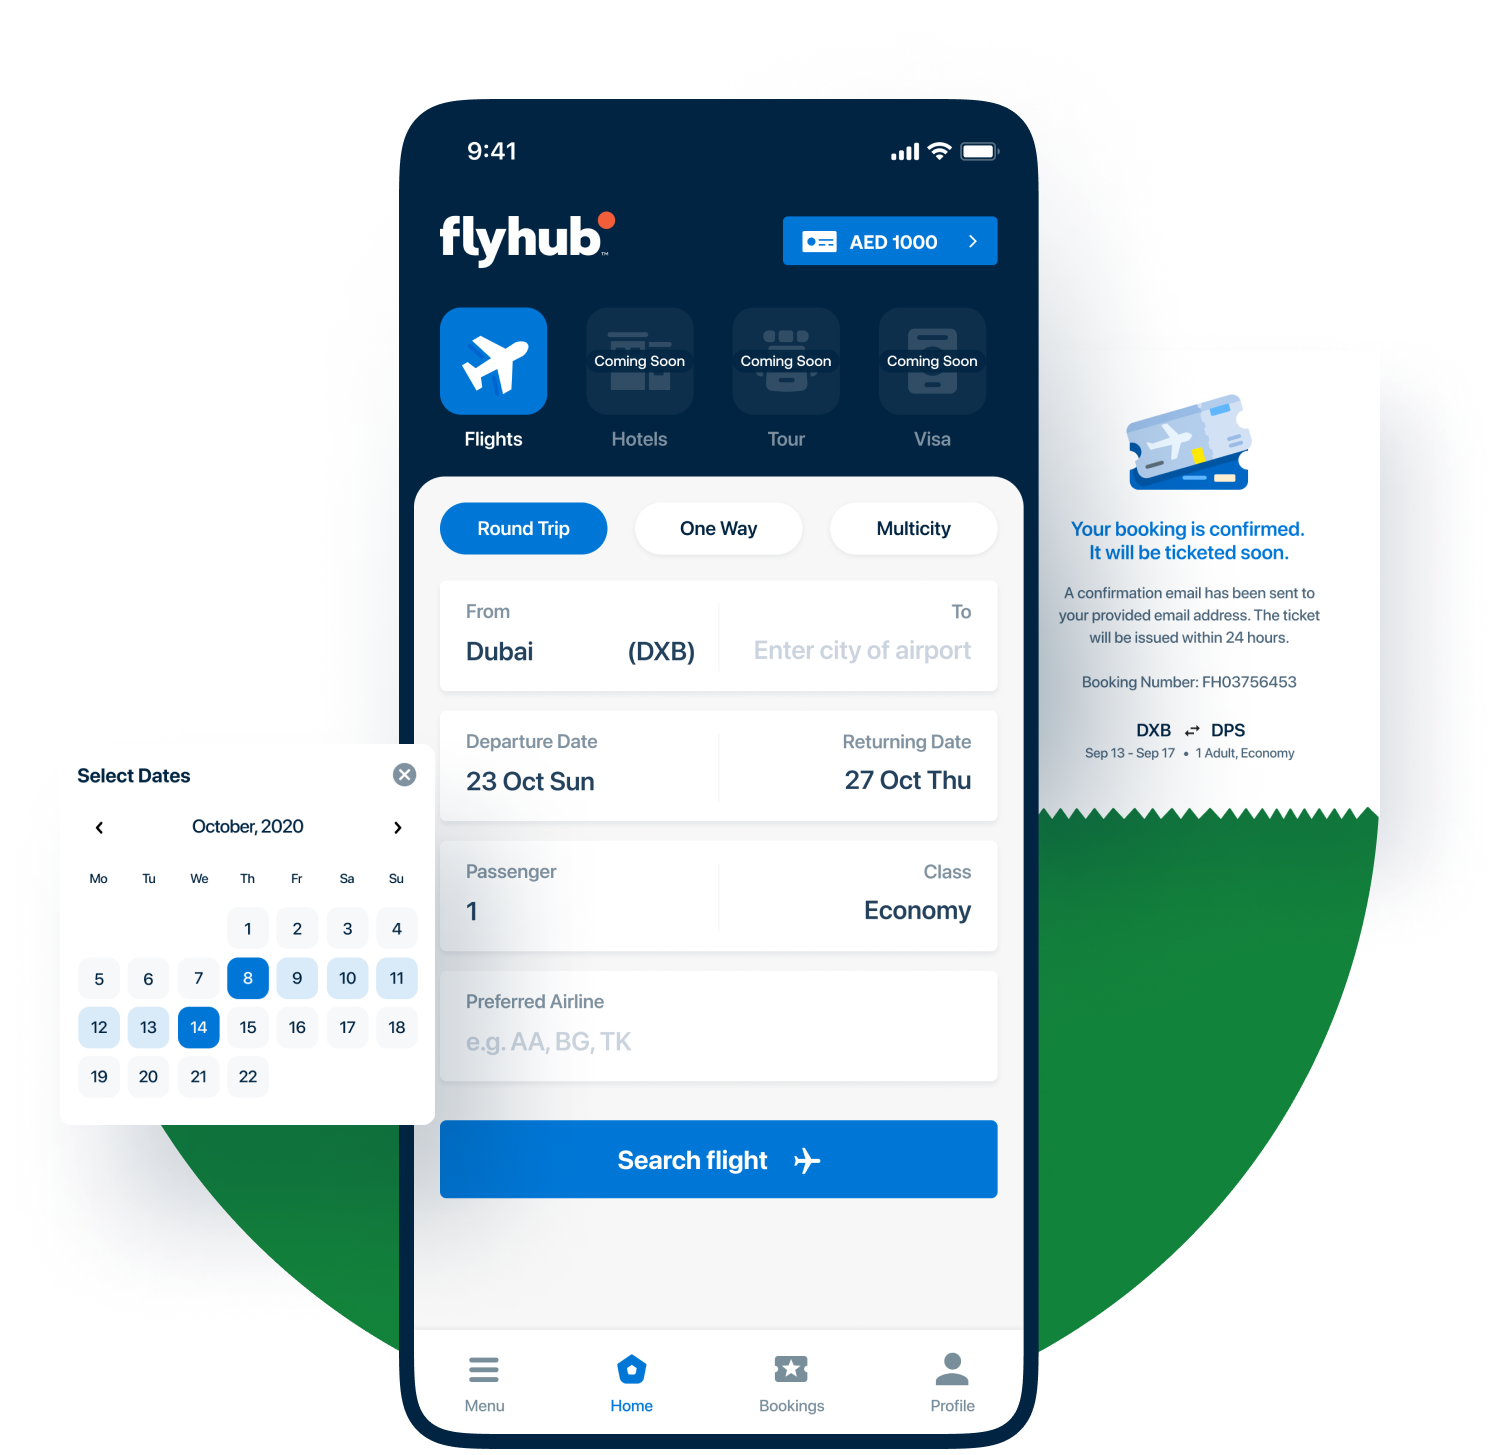 9:41
flyhub™
AED 1000
Coming Soon Coming Soon Coming Soon
Flights Hotels Tour Visa
Round Trip One Way Multicity
From To
Dubai (DXB) Enter city of airport
Departure Date Returning Date
23 Oct Sun 27 Oct Thu
Passenger Class
1 Economy
Preferred Airline
e.g. AA, BG, TK
Search flight
Menu Home Bookings Profile
Select Dates
October, 2020
Mo Tu We Th Fr Sa Su
1 2 3 4
5 6 7 8 9 10 11
12 13 14 15 16 17 18
19 20 21 22
Your booking is confirmed.
It will be ticketed soon.
A confirmation email has been sent to
your provided email address. The ticket
will be issued within 24 hours.
Booking Number: FH03756453
DXB DPS
Sep 13 - Sep 17 • 1 Adult, Economy